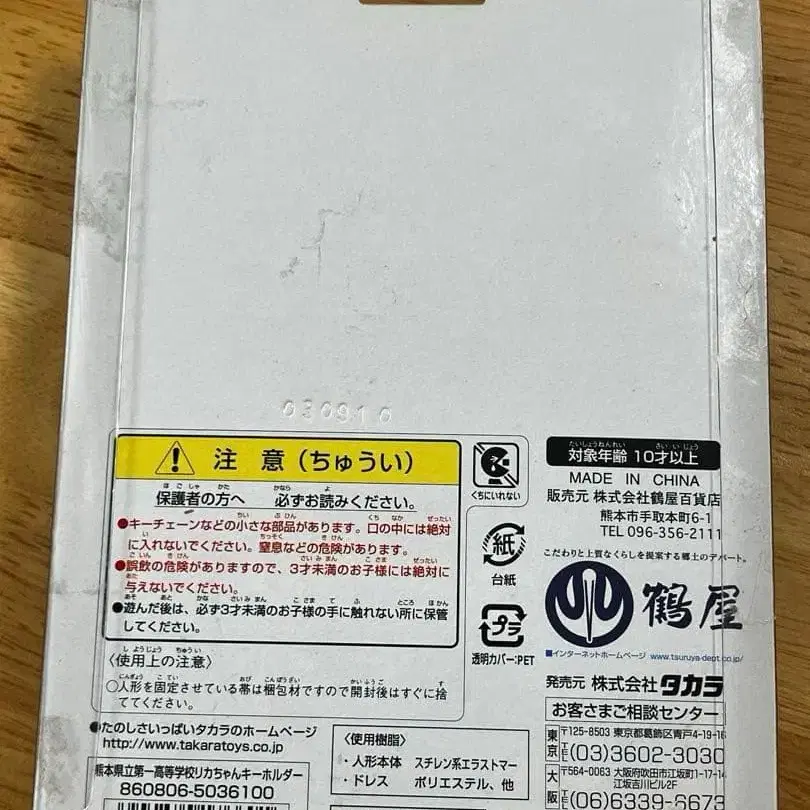 030910
注 意（ちゅうい）
保護者の方へ 必ずお読みください。
●キーチェーンなどの小さな部品があります。口の中には絶対
に入れないでください。窒息などの危険があります。
●誤飲の危険がありますので、3才未満のお子様には絶対に
与えないでください。
●遊んだ後は、必ず3才未満のお子様の手に触れない所に保管
してください。
〈使用上の注意〉
○人形を固定させている帯は梱包材ですので開封後はすぐに捨
ててください。
●たのしさいっぱいタカラのホームページ
http://www.takaratoys.co.jp
熊本県立第一高等学校リカちゃんキーホルダー
860806-5036100
くちにいれない
紙
台紙
プラ
透明カバー:PET
〈使用樹脂〉
・人形本体 スチレン系エラストマー
・ドレス ポリエステル、他
対象年齢 10才以上
MADE IN CHINA
販売元 株式会社鶴屋百貨店
熊本市手取本町6-1
TEL 096-356-2111
こだわりと上質なくらしを提案する郷土のデパート。
鶴屋
■インターネットホームページ www.tsuruya-dept.co.jp/
発売元 株式会社タカラ
お客さまご相談センター
東京 〒125-8503 東京都葛飾区青戸4-19-16
TEL (03)3602-3030
大阪 〒564-0063 大阪府吹田市江坂町1-17-14
江坂吉川ビル2F
TEL (06)6339-7673